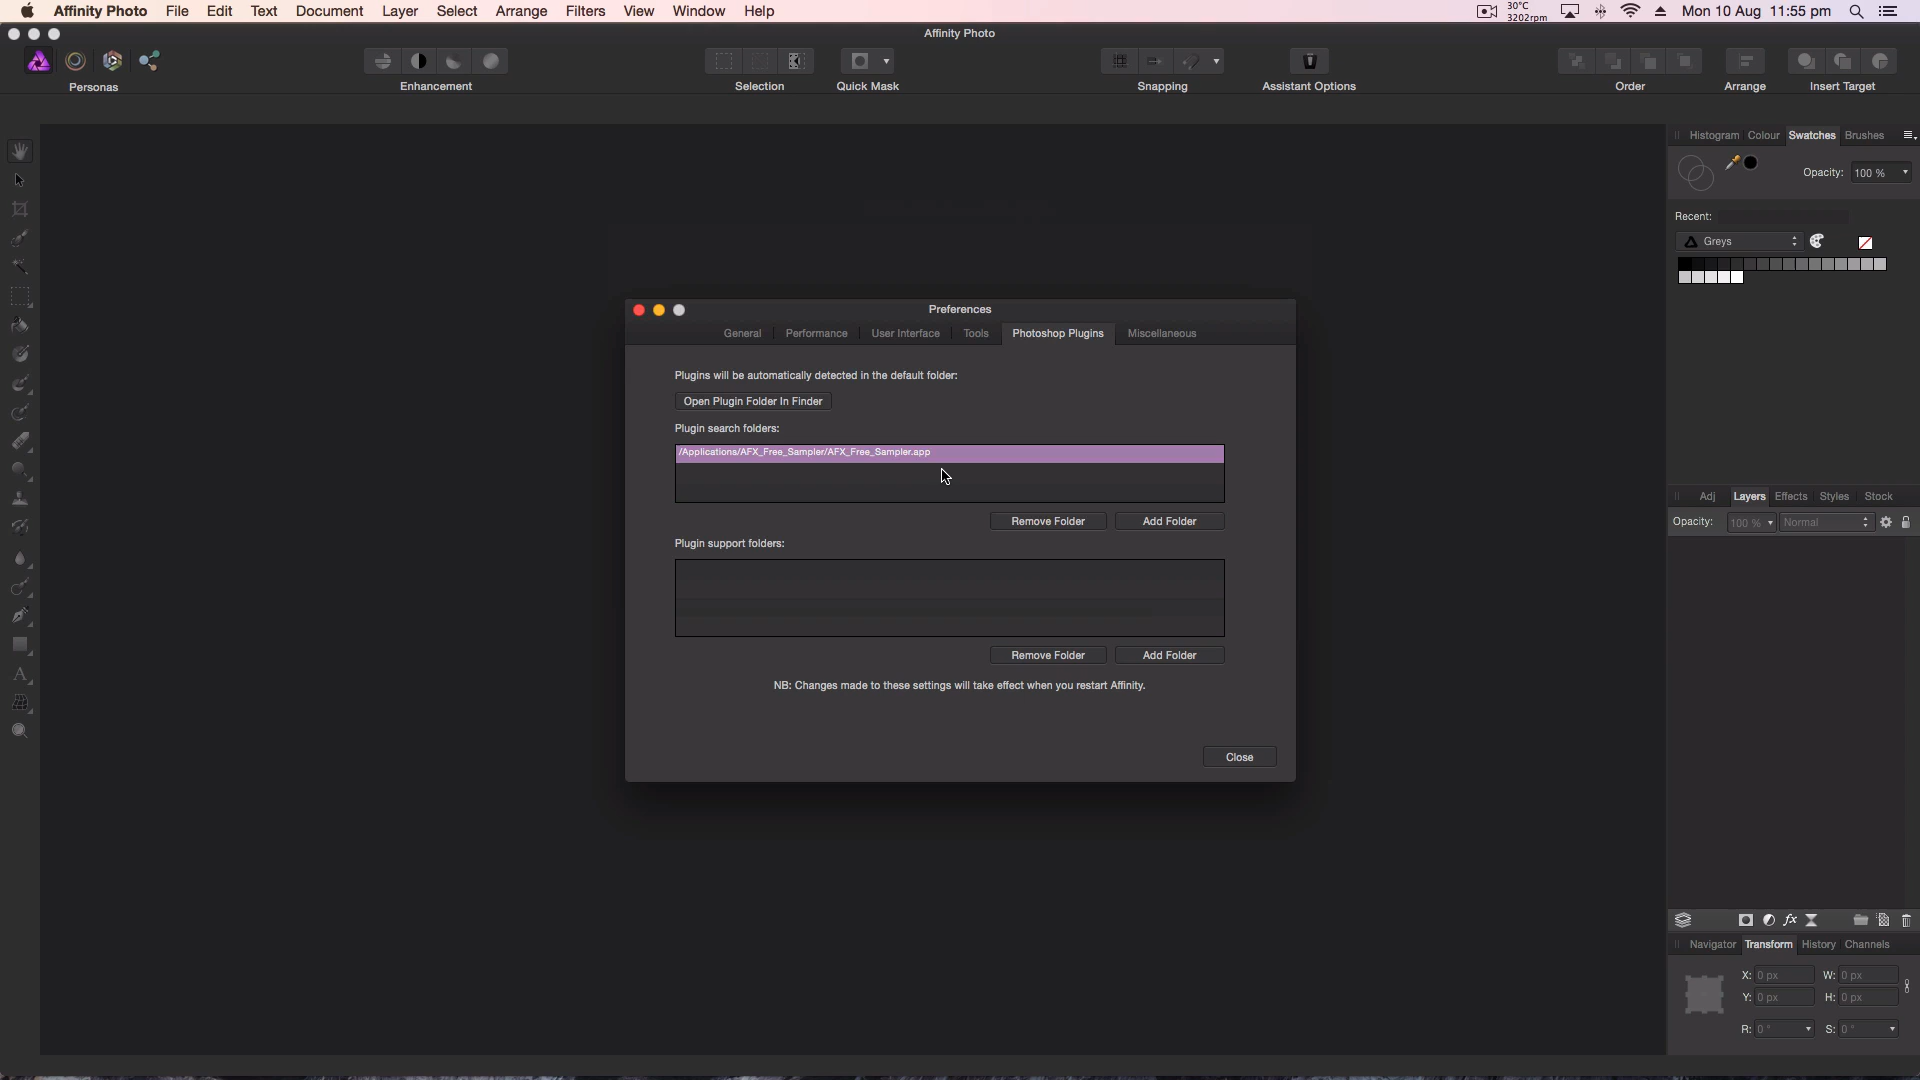 Affinity Photo File Edit Text Document Layer Select Arrange Filters View Window Help
30°C
3202rpm
Mon 10 Aug 11:55 pm
Affinity Photo
Personas
Enhancement
Selection
Quick Mask
Snapping
Assistant Options
Order
Arrange
Insert Target
Histogram Colour Swatches Brushes
Opacity: 100 %
Recent:
Greys
Preferences
General Performance User Interface Tools Photoshop Plugins Miscellaneous
Plugins will be automatically detected in the default folder:
Open Plugin Folder In Finder
Plugin search folders:
/Applications/AFX_Free_Sampler/AFX_Free_Sampler.app
Remove Folder Add Folder
Plugin support folders:
Remove Folder Add Folder
NB: Changes made to these settings will take effect when you restart Affinity.
Close
Adj Layers Effects Styles Stock
Opacity: 100 % Normal
fx
Navigator Transform History Channels
X: 0 px W: 0 px
Y: 0 px H: 0 px
R: 0 ° S: 0 °